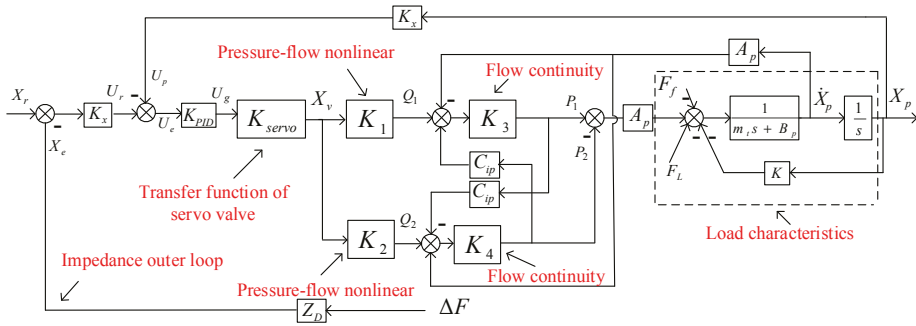 K_x
Pressure-flow nonlinear
Flow continuity
A_p
X_r
U_r
U_p
U_g
X_v
Q_1
P_1
F_f
Ẋ_p
X_p
K_x
U_e
K_PID
K_servo
K_1
K_3
A_p
1
m_t s + B_p
1
s
X_e
P_2
C_ip
C_ip
F_L
K
Transfer function of
servo valve
Q_2
K_2
K_4
Load characteristics
Impedance outer loop
Flow continuity
Pressure-flow nonlinear
Z_D
ΔF